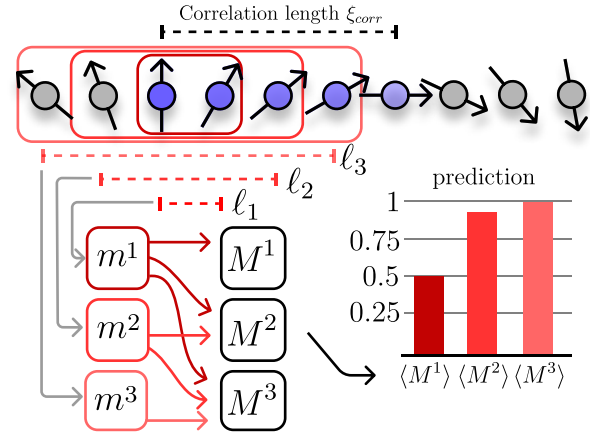 Correlation length ξ_corr
ℓ_3
ℓ_2
ℓ_1
prediction
1
0.75
0.5
0.25
m^1
M^1
m^2
M^2
m^3
M^3
⟨M^1⟩ ⟨M^2⟩ ⟨M^3⟩